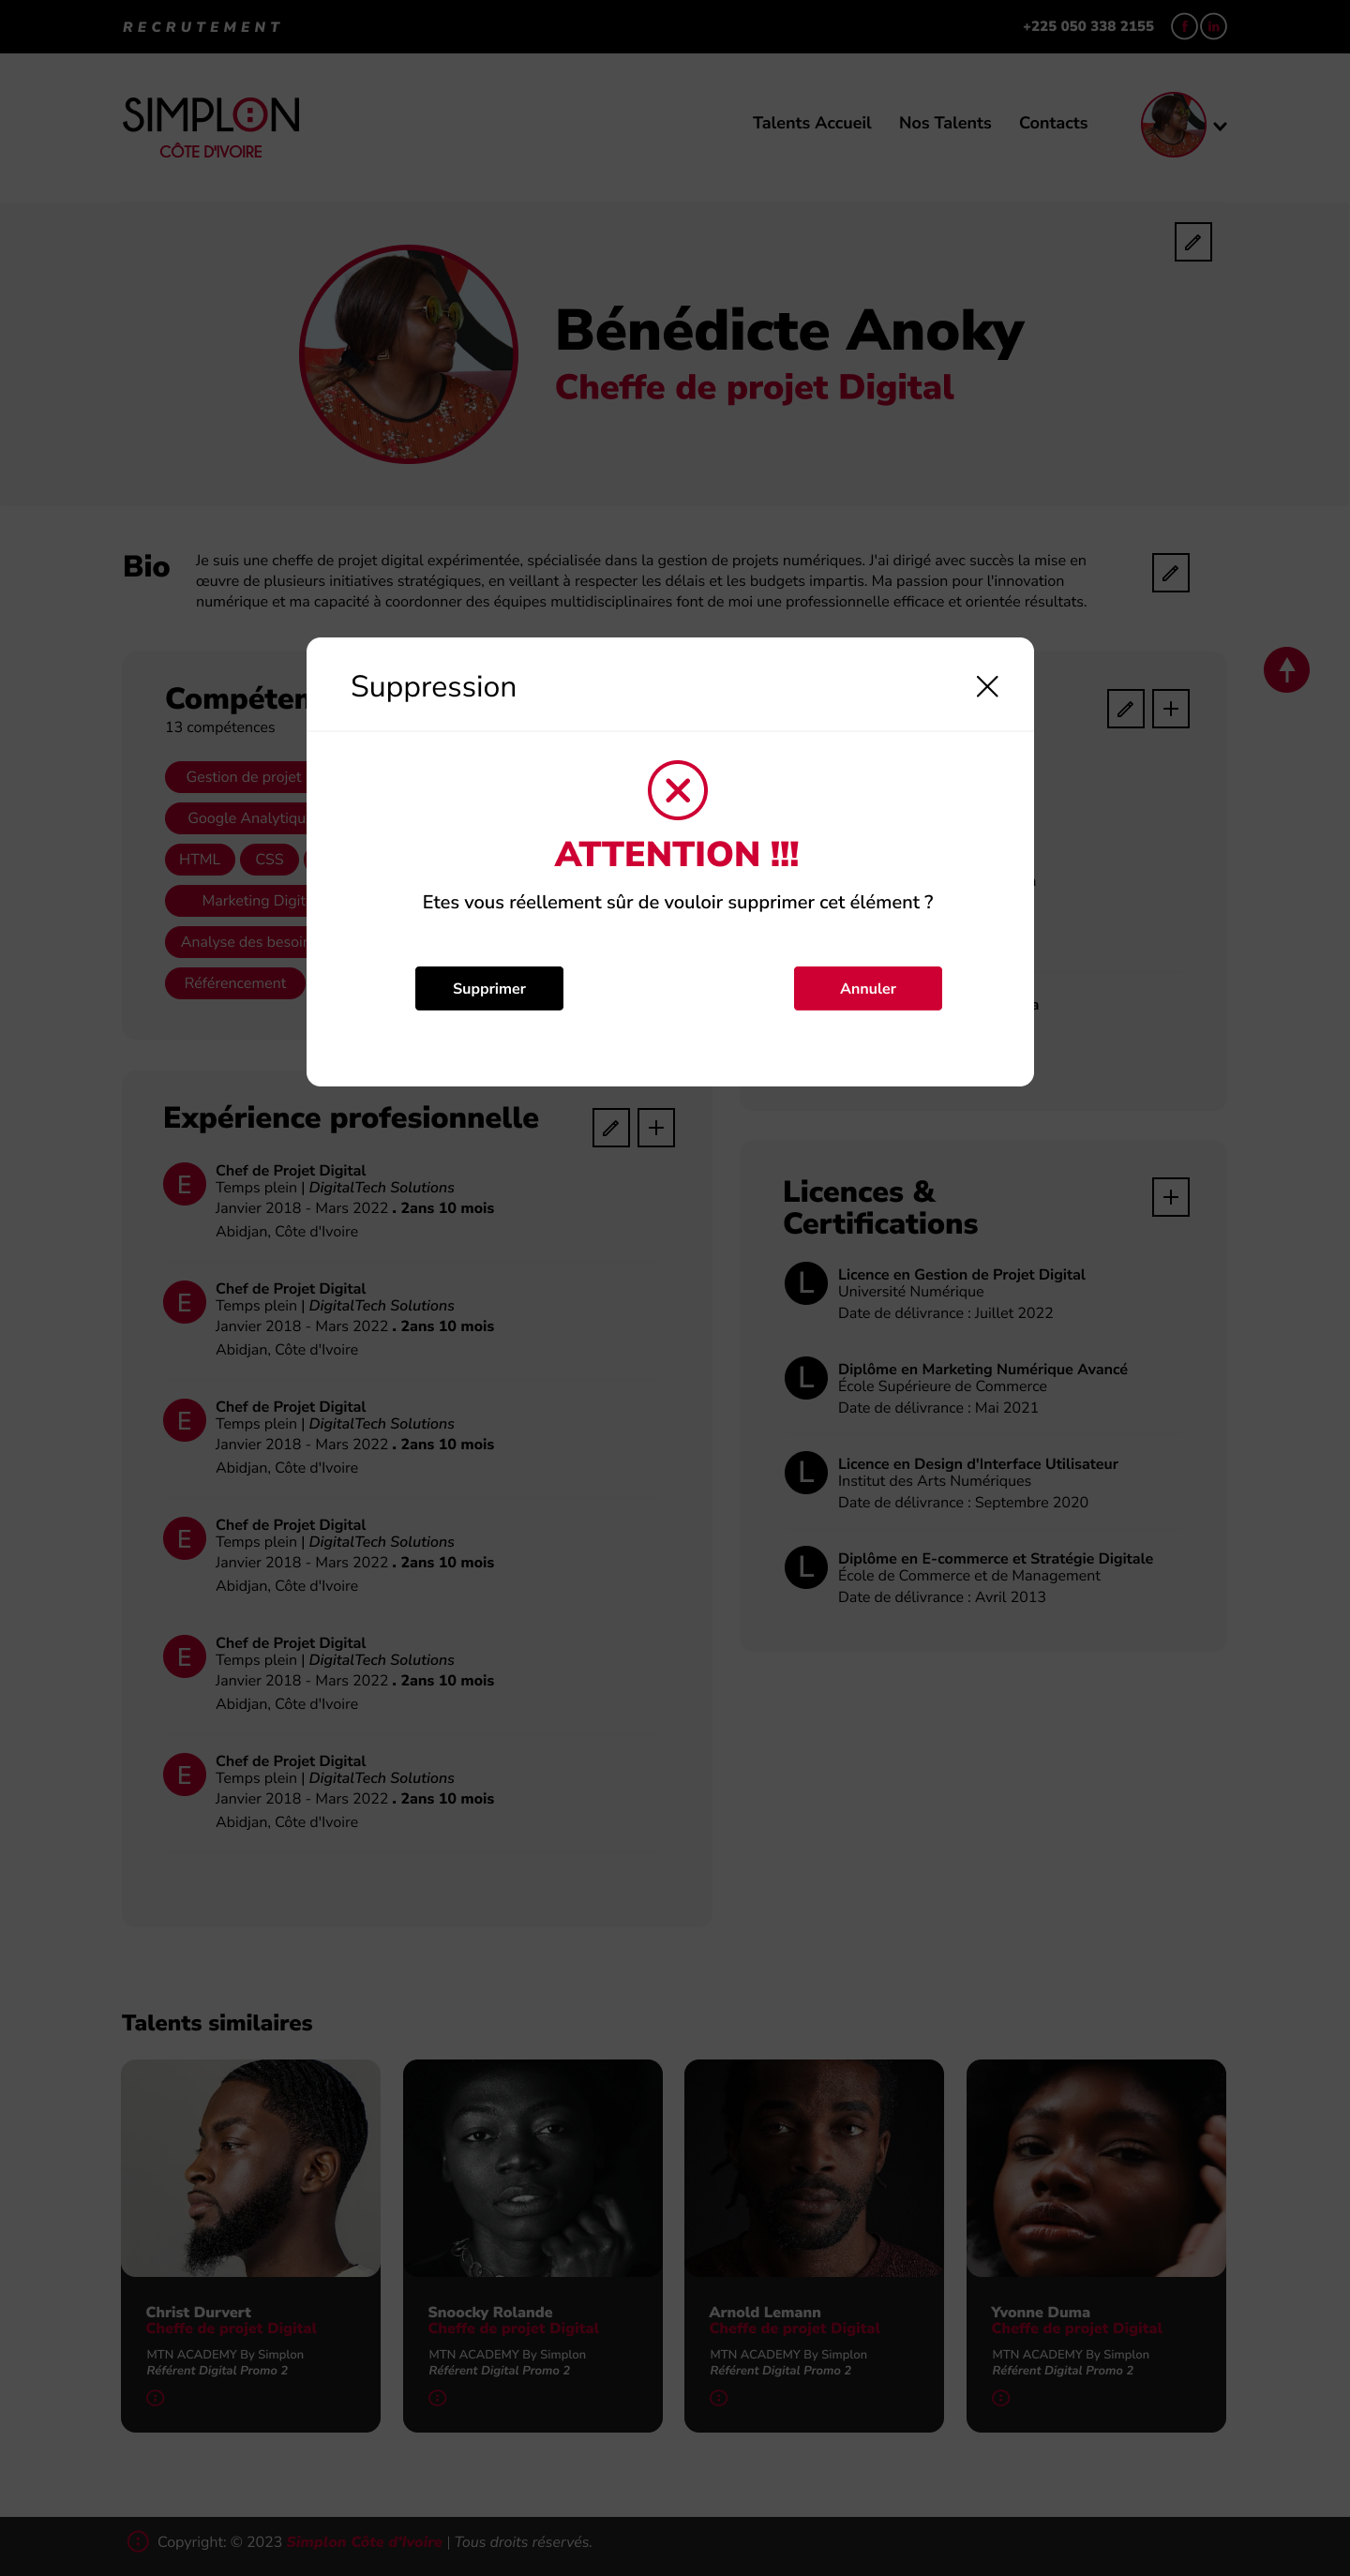 RECRUTEMENT
+225 050 338 2155
f in
SIMPLON
CÔTE D'IVOIRE
Talents Accueil Nos Talents Contacts
Bénédicte Anoky
Cheffe de projet Digital
Bio
Je suis une cheffe de projet digital expérimentée, spécialisée dans la gestion de projets numériques. J'ai dirigé avec succès la mise en
œuvre de plusieurs initiatives stratégiques, en veillant à respecter les délais et les budgets impartis. Ma passion pour l'innovation
numérique et ma capacité à coordonner des équipes multidisciplinaires font de moi une professionnelle efficace et orientée résultats.
Compéten
13 compétences
Gestion de projet
Google Analytiqu
HTML CSS
Marketing Digit
Analyse des besoin
Référencement
Suppression
ATTENTION !!!
Etes vous réellement sûr de vouloir supprimer cet élément ?
Supprimer Annuler
Expérience profesionnelle
E
Chef de Projet Digital
Temps plein | DigitalTech Solutions
Janvier 2018 - Mars 2022 . 2ans 10 mois
Abidjan, Côte d'Ivoire
E
Chef de Projet Digital
Temps plein | DigitalTech Solutions
Janvier 2018 - Mars 2022 . 2ans 10 mois
Abidjan, Côte d'Ivoire
E
Chef de Projet Digital
Temps plein | DigitalTech Solutions
Janvier 2018 - Mars 2022 . 2ans 10 mois
Abidjan, Côte d'Ivoire
E
Chef de Projet Digital
Temps plein | DigitalTech Solutions
Janvier 2018 - Mars 2022 . 2ans 10 mois
Abidjan, Côte d'Ivoire
E
Chef de Projet Digital
Temps plein | DigitalTech Solutions
Janvier 2018 - Mars 2022 . 2ans 10 mois
Abidjan, Côte d'Ivoire
E
Chef de Projet Digital
Temps plein | DigitalTech Solutions
Janvier 2018 - Mars 2022 . 2ans 10 mois
Abidjan, Côte d'Ivoire
Licences &
Certifications
L
Licence en Gestion de Projet Digital
Université Numérique
Date de délivrance : Juillet 2022
L
Diplôme en Marketing Numérique Avancé
École Supérieure de Commerce
Date de délivrance : Mai 2021
L
Licence en Design d'Interface Utilisateur
Institut des Arts Numériques
Date de délivrance : Septembre 2020
L
Diplôme en E-commerce et Stratégie Digitale
École de Commerce et de Management
Date de délivrance : Avril 2013
Talents similaires
Christ Durvert
Cheffe de projet Digital
MTN ACADEMY By Simplon
Référent Digital Promo 2
Snoocky Rolande
Cheffe de projet Digital
MTN ACADEMY By Simplon
Référent Digital Promo 2
Arnold Lemann
Cheffe de projet Digital
MTN ACADEMY By Simplon
Référent Digital Promo 2
Yvonne Duma
Cheffe de projet Digital
MTN ACADEMY By Simplon
Référent Digital Promo 2
Copyright: © 2023 Simplon Côte d'Ivoire | Tous droits réservés.